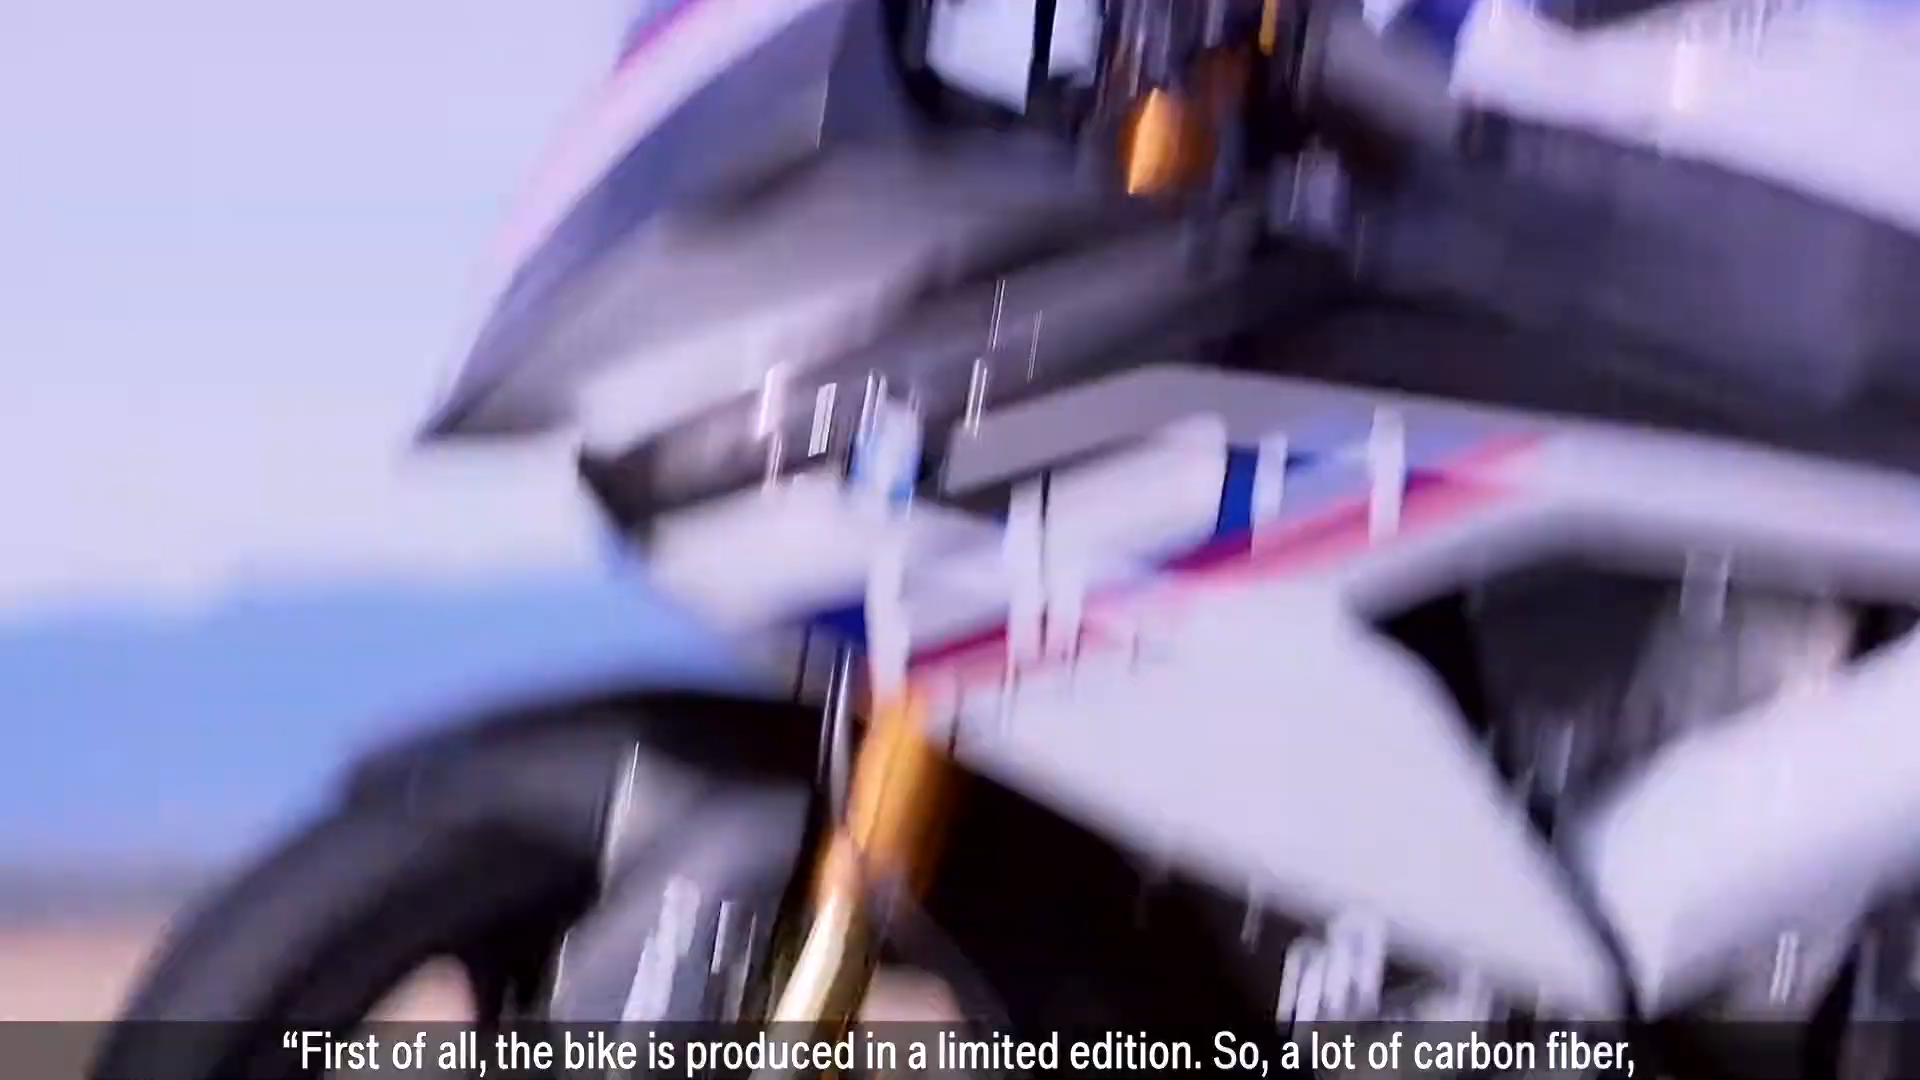 “First of all, the bike is produced in a limited edition. So, a lot of carbon fiber,